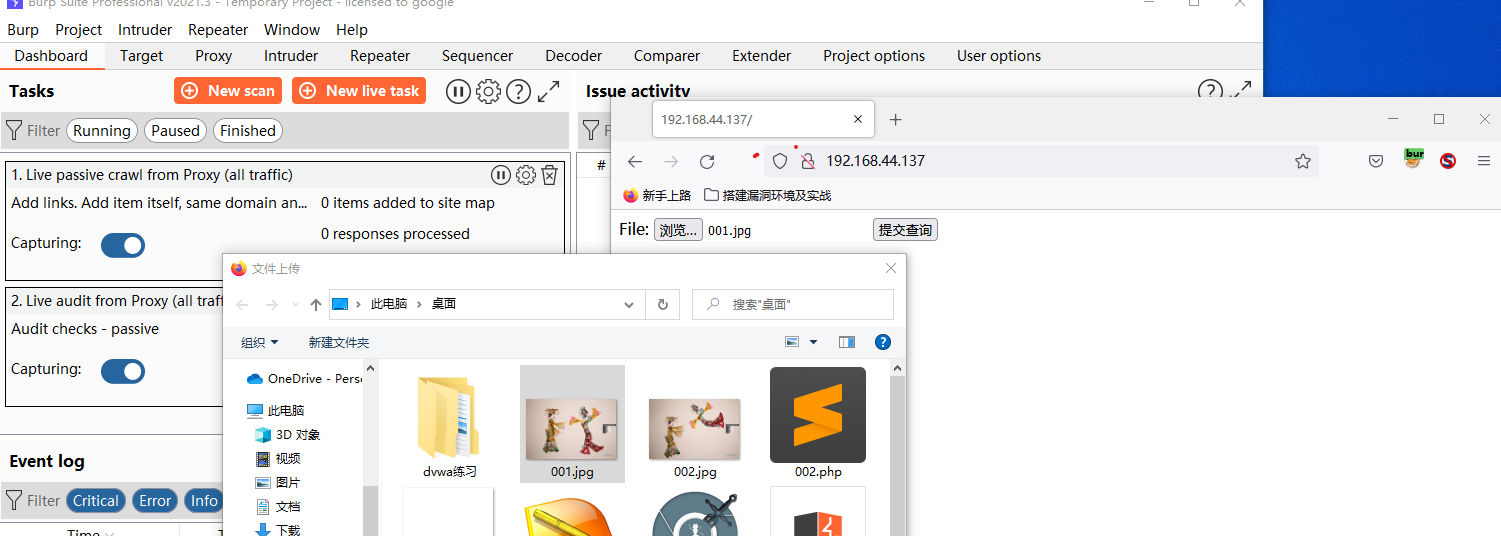 Burp Suite Professional v2021.3 - Temporary Project - licensed to google
Burp Project Intruder Repeater Window Help
Dashboard Target Proxy Intruder Repeater Sequencer Decoder Comparer Extender Project options User options
Tasks New scan New live task
Filter Running Paused Finished
1. Live passive crawl from Proxy (all traffic)
Add links. Add item itself, same domain an... 0 items added to site map
0 responses processed
Capturing:
2. Live audit from Proxy (all traff
Audit checks - passive
Capturing:
Event log
Filter Critical Error Info
Time
Issue activity
#
192.168.44.137/
192.168.44.137
bur
新手上路 搭建漏洞环境及实战
File: 浏览... 001.jpg 提交查询
文件上传
此电脑 桌面 搜索"桌面"
组织 新建文件夹
OneDrive - Pers
此电脑
3D 对象
视频
图片
文档
下载
dvwa练习 001.jpg 002.jpg 002.php